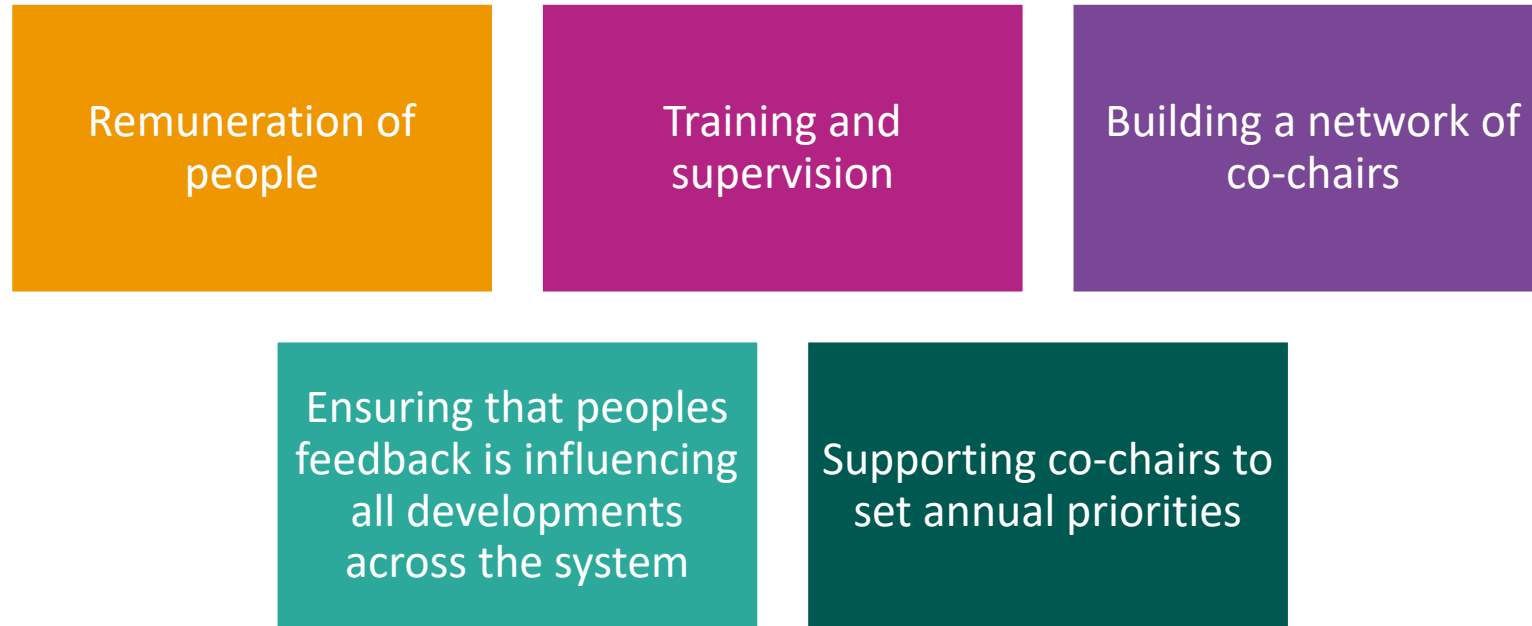 Remuneration of
people
Training and
supervision
Building a network of
co-chairs
Ensuring that peoples
feedback is influencing
all developments
across the system
Supporting co-chairs to
set annual priorities